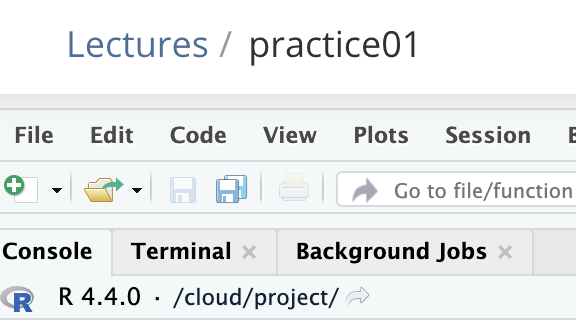 Lectures / practice01
File Edit Code View Plots Session
Go to file/function
Console Terminal × Background Jobs ×
R R 4.4.0 · /cloud/project/